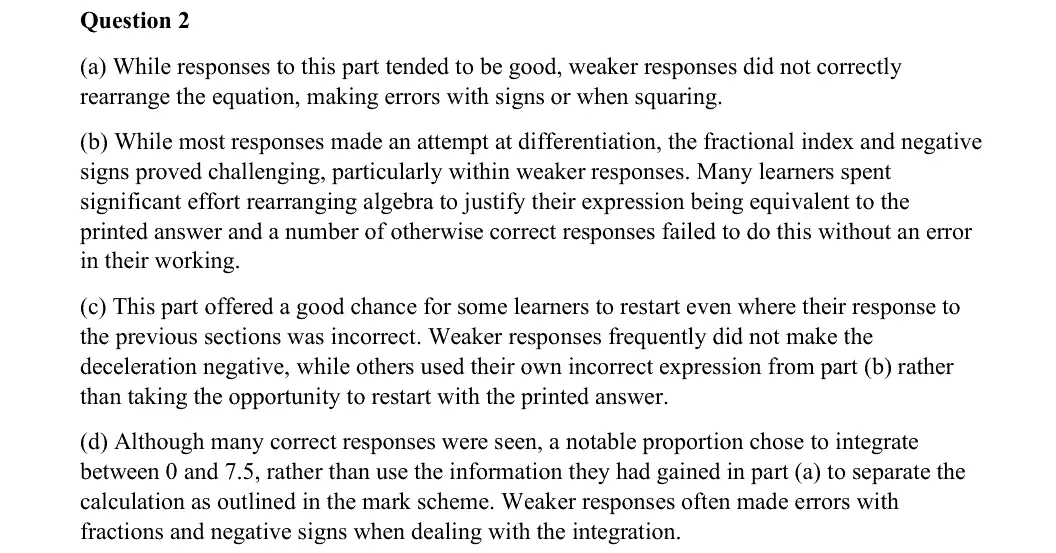 Question 2
(a) While responses to this part tended to be good, weaker responses did not correctly
rearrange the equation, making errors with signs or when squaring.
(b) While most responses made an attempt at differentiation, the fractional index and negative
signs proved challenging, particularly within weaker responses. Many learners spent
significant effort rearranging algebra to justify their expression being equivalent to the
printed answer and a number of otherwise correct responses failed to do this without an error
in their working.
(c) This part offered a good chance for some learners to restart even where their response to
the previous sections was incorrect. Weaker responses frequently did not make the
deceleration negative, while others used their own incorrect expression from part (b) rather
than taking the opportunity to restart with the printed answer.
(d) Although many correct responses were seen, a notable proportion chose to integrate
between 0 and 7.5, rather than use the information they had gained in part (a) to separate the
calculation as outlined in the mark scheme. Weaker responses often made errors with
fractions and negative signs when dealing with the integration.